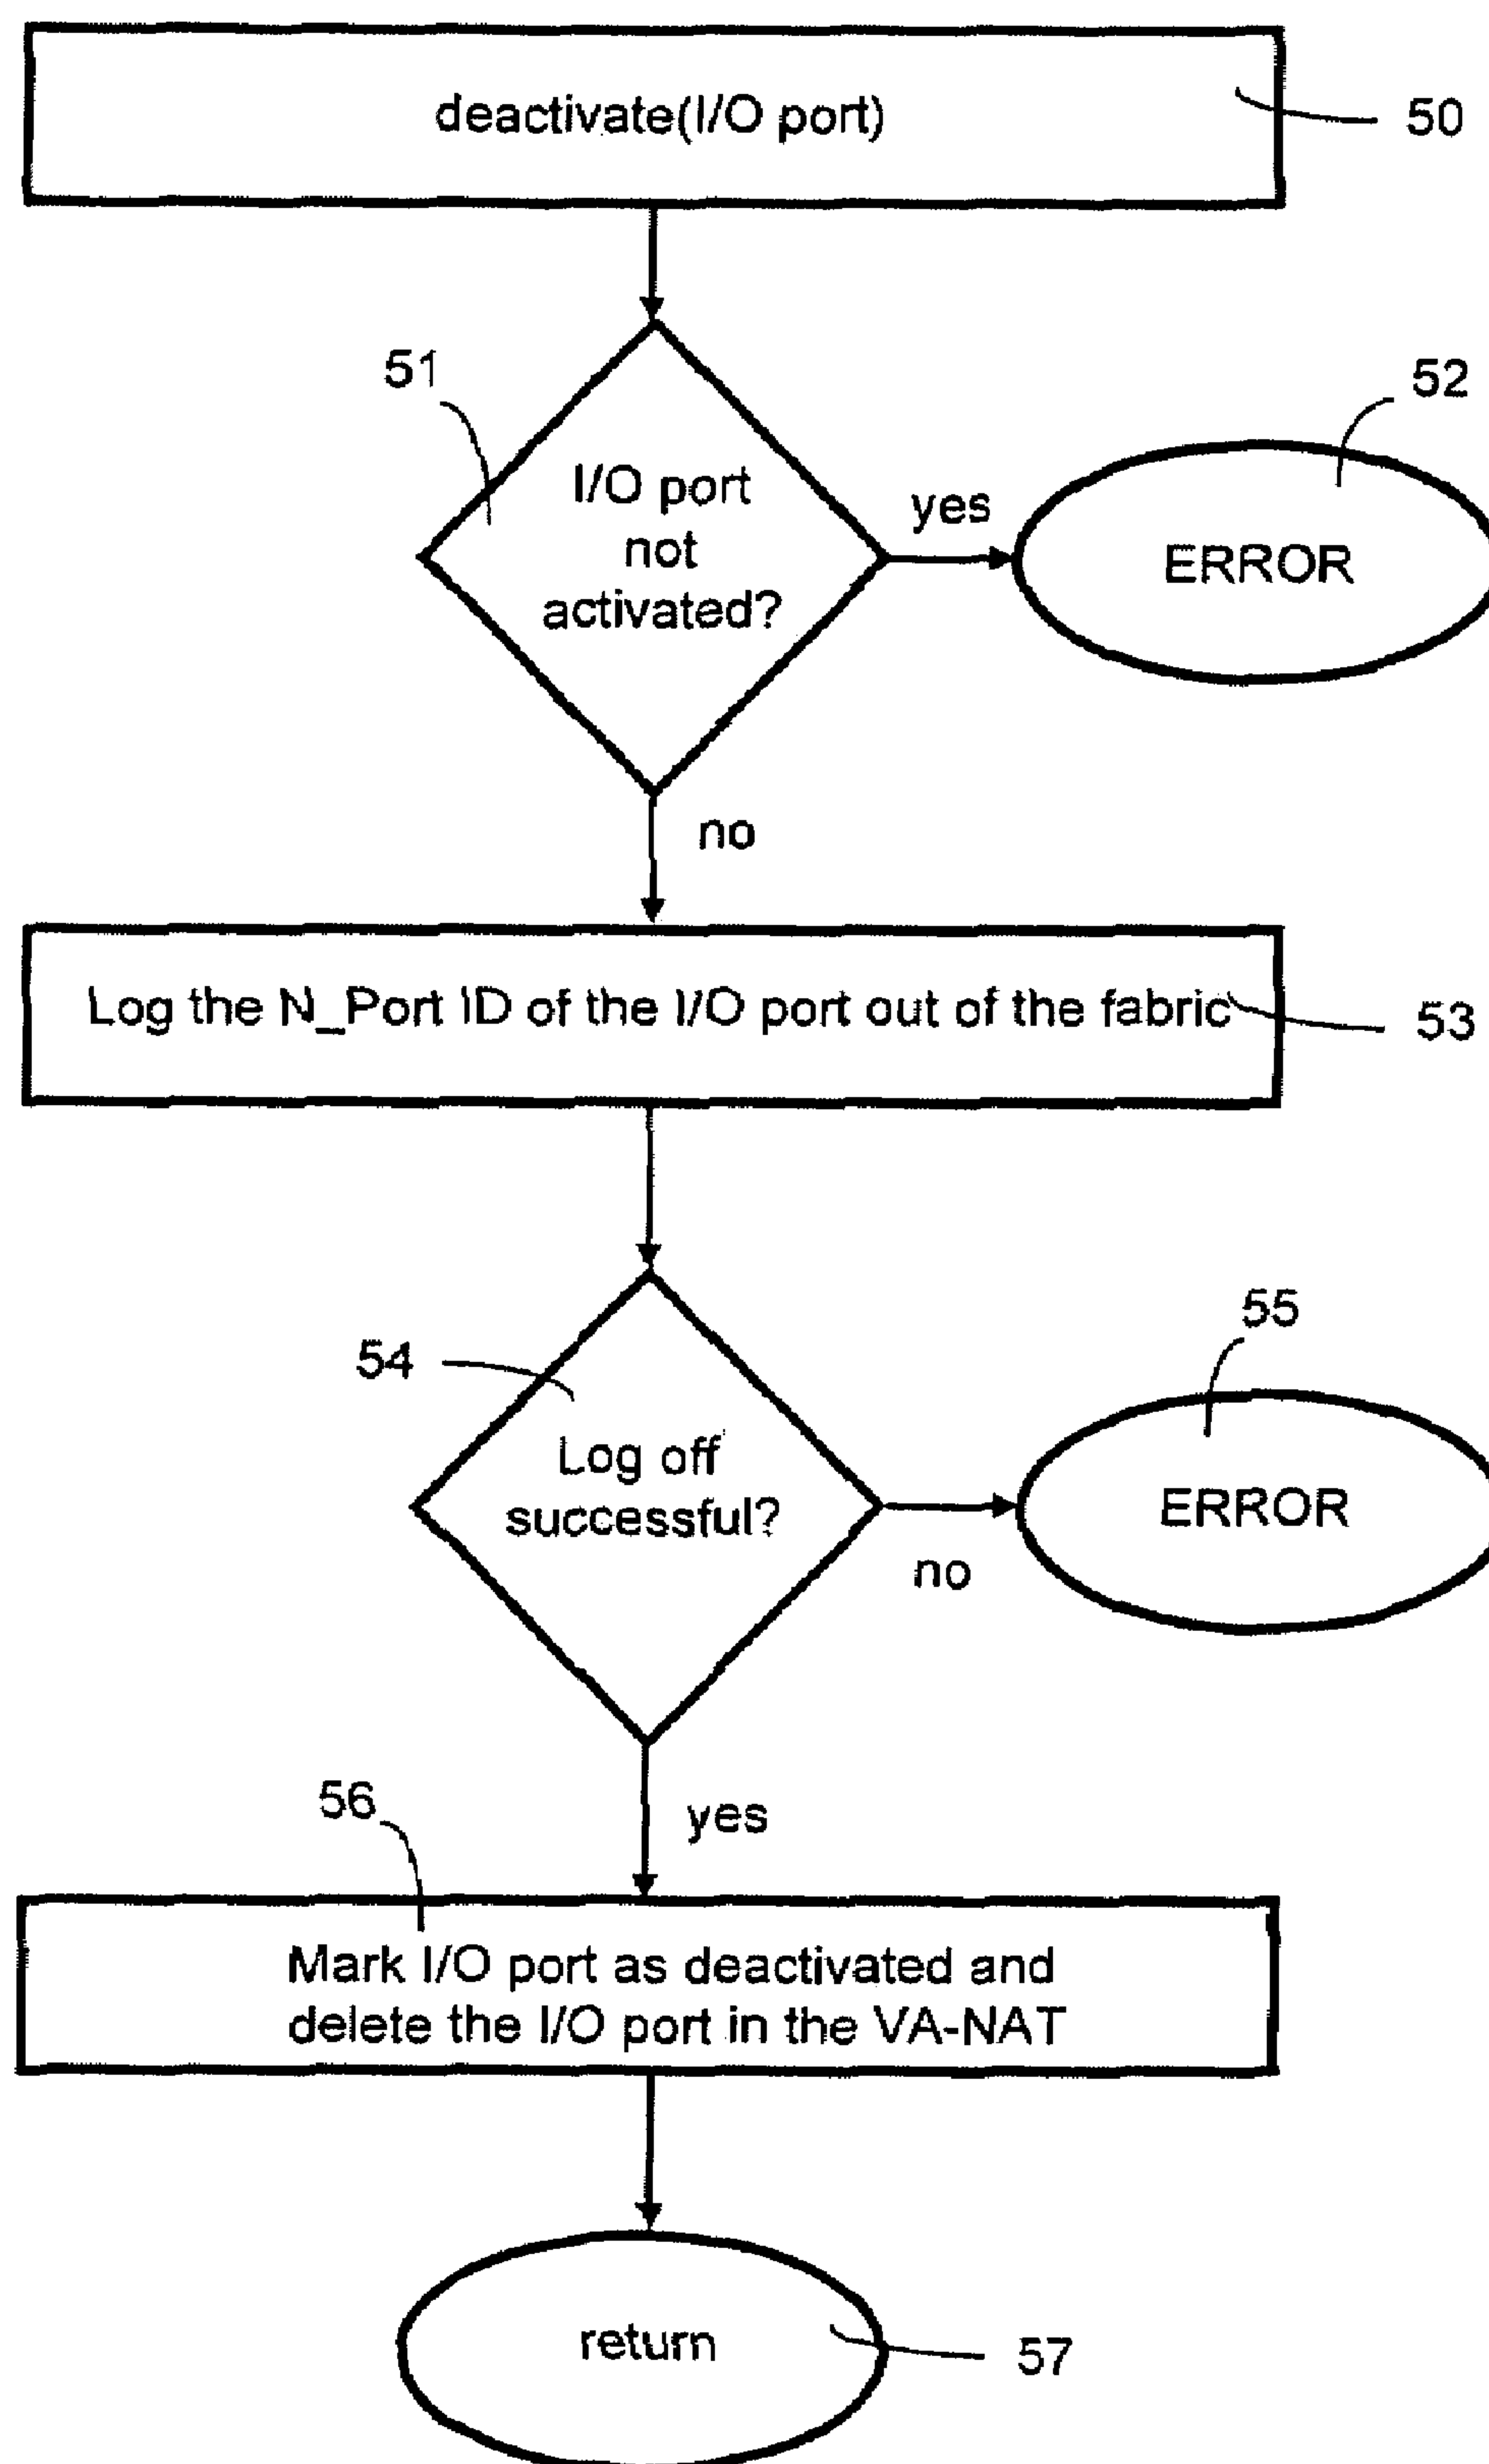 deactivate(I/O port)
50
51
52
I/O port
not
activated?
yes
ERROR
no
Log the N_Port ID of the I/O port out of the fabric
53
54
55
Log off
successful?
ERROR
no
56
yes
Mark I/O port as deactivated and
delete the I/O port in the VA-NAT
return
57